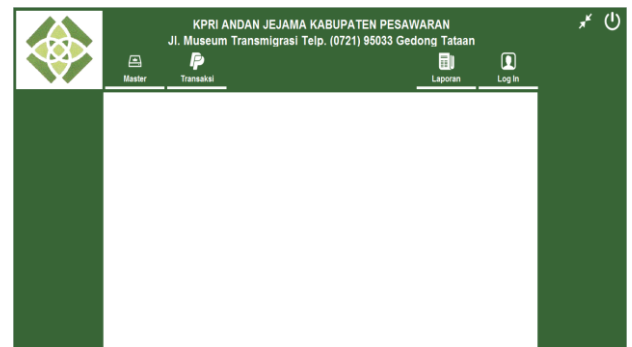 KPRI ANDAN JEJAMA KABUPATEN PESAWARAN
Jl. Museum Transmigrasi Telp. (0721) 95033 Gedong Tataan
Master Transaksi Laporan Log In